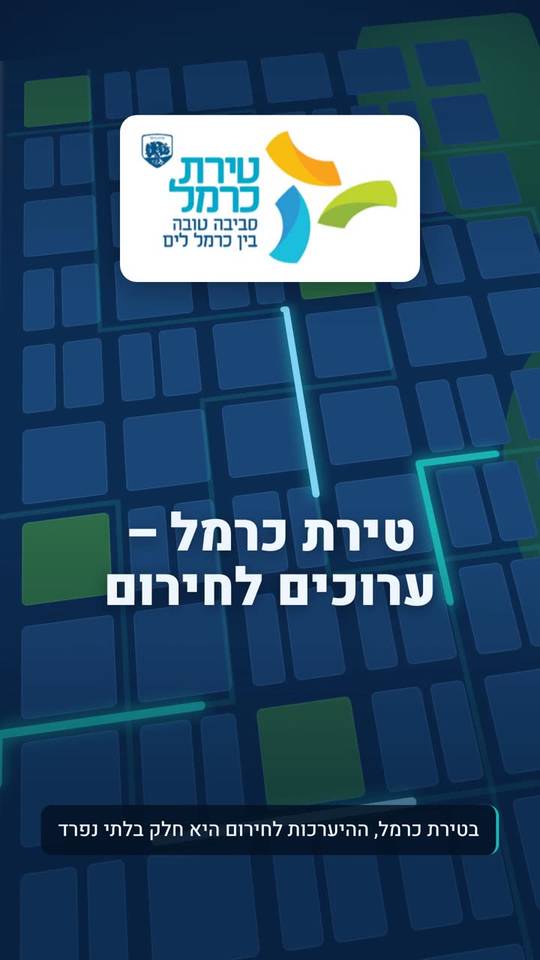 טירת
כרמל
סביבה טובה
בין כרמל לים
טירת כרמל –
ערוכים לחירום
בטירת כרמל, ההיערכות לחירום היא חלק בלתי נפרד